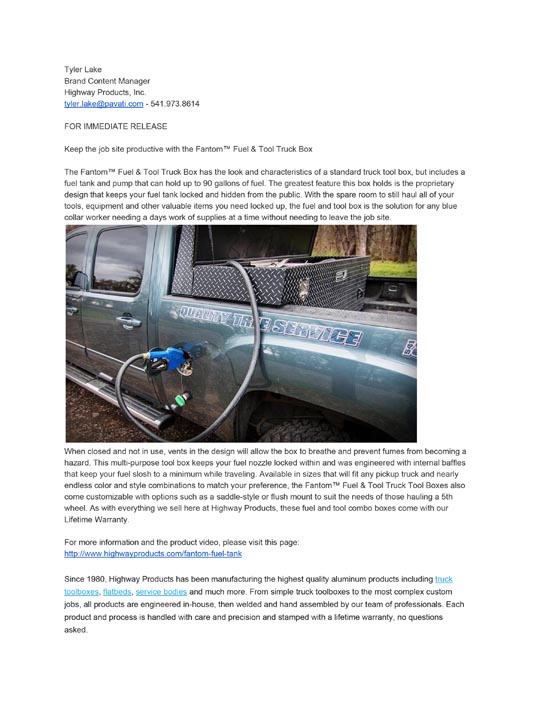 Tyler Lake
Brand Content Manager
Highway Products, Inc.
tyler.lake@pavati.com - 541.973.8614
FOR IMMEDIATE RELEASE
Keep the job site productive with the Fantom™ Fuel & Tool Truck Box
The Fantom™ Fuel & Tool Truck Box has the look and characteristics of a standard truck tool box, but includes a
fuel tank and pump that can hold up to 90 gallons of fuel. The greatest feature this box holds is the proprietary
design that keeps your fuel tank locked and hidden from the public. With the spare room to still haul all of your
tools, equipment and other valuable items you need locked up, the fuel and tool box is the solution for any blue
collar worker needing a days work of supplies at a time without needing to leave the job site.
QUALITY TREE SERVICE
When closed and not in use, vents in the design will allow the box to breathe and prevent fumes from becoming a
hazard. This multi-purpose tool box keeps your fuel nozzle locked within and was engineered with internal baffles
that keep your fuel slosh to a minimum while traveling. Available in sizes that will fit any pickup truck and nearly
endless color and style combinations to match your preference, the Fantom™ Fuel & Tool Truck Tool Boxes also
come customizable with options such as a saddle-style or flush mount to suit the needs of those hauling a 5th
wheel. As with everything we sell here at Highway Products, these fuel and tool combo boxes come with our
Lifetime Warranty.
For more information and the product video, please visit this page:
http://www.highwayproducts.com/fantom-fuel-tank
Since 1980, Highway Products has been manufacturing the highest quality aluminum products including truck
toolboxes, flatbeds, service bodies and much more. From simple truck toolboxes to the most complex custom
jobs, all products are engineered in-house, then welded and hand assembled by our team of professionals. Each
product and process is handled with care and precision and stamped with a lifetime warranty, no questions
asked.